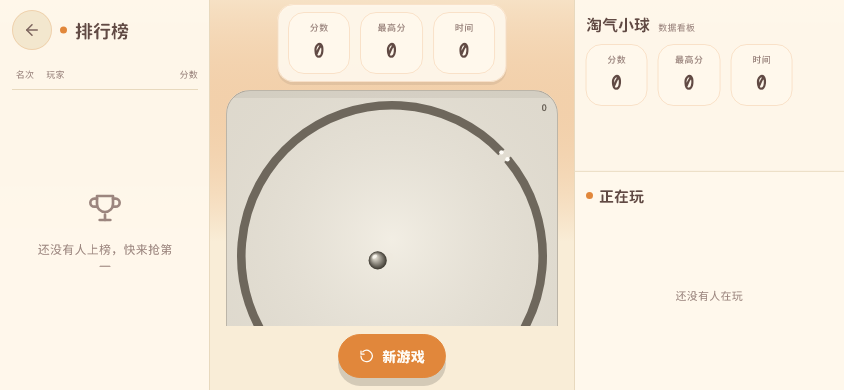 排行榜
名次 玩家 分数
还没有人上榜，快来抢第
一
分数 最高分 时间
0 0 0
0
新游戏
淘气小球 数据看板
分数 最高分 时间
0 0 0
正在玩
还没有人在玩